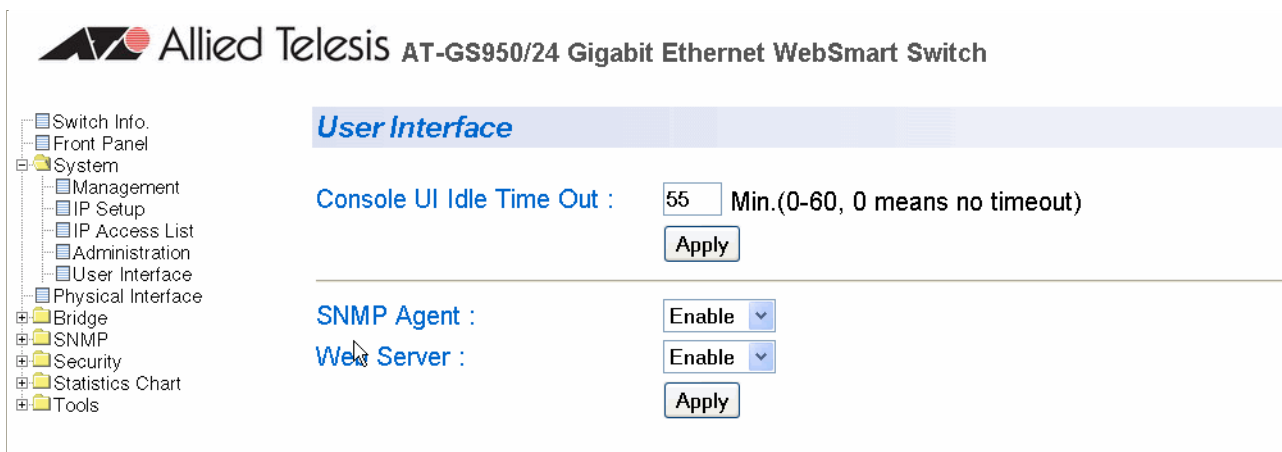 Allied Telesis AT-GS950/24 Gigabit Ethernet WebSmart Switch
Switch Info.
Front Panel
System
Management
IP Setup
IP Access List
Administration
User Interface
Physical Interface
Bridge
SNMP
Security
Statistics Chart
Tools
User Interface
Console UI Idle Time Out : 55 Min.(0-60, 0 means no timeout)
Apply
SNMP Agent : Enable
Web Server : Enable
Apply